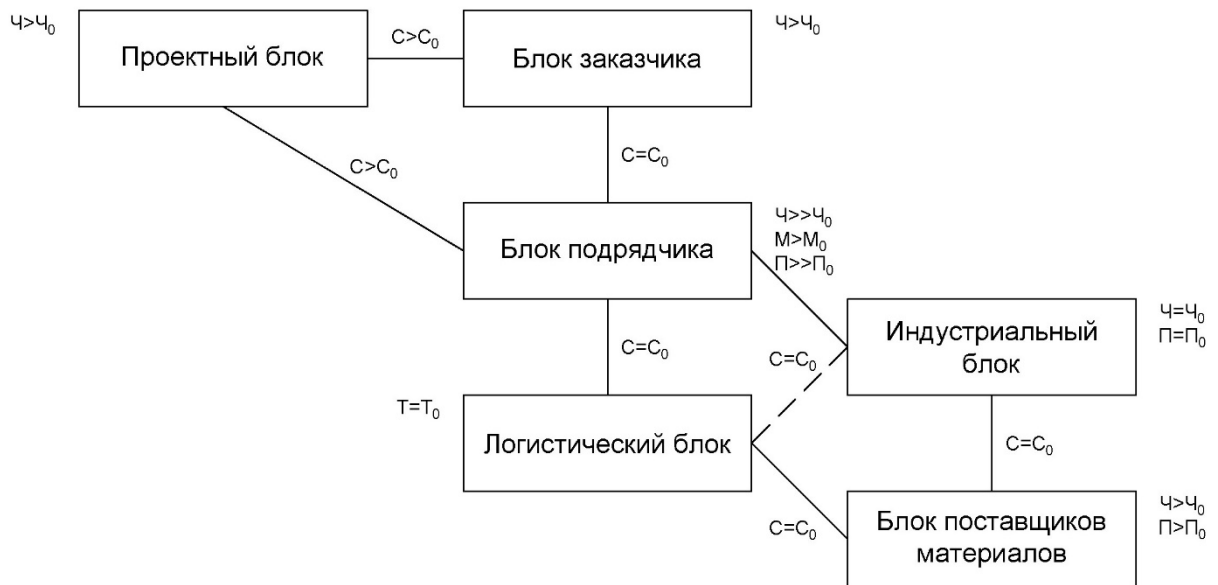 Ч>Ч₀
Проектный блок
С>С₀
Блок заказчика
Ч>Ч₀
С>С₀
С=С₀
Блок подрядчика
Ч>>Ч₀
М>М₀
П>>П₀
С=С₀
С=С₀
Индустриальный
блок
Ч=Ч₀
П=П₀
Т=Т₀
Логистический блок
С=С₀
С=С₀
Блок поставщиков
материалов
Ч>Ч₀
П>П₀